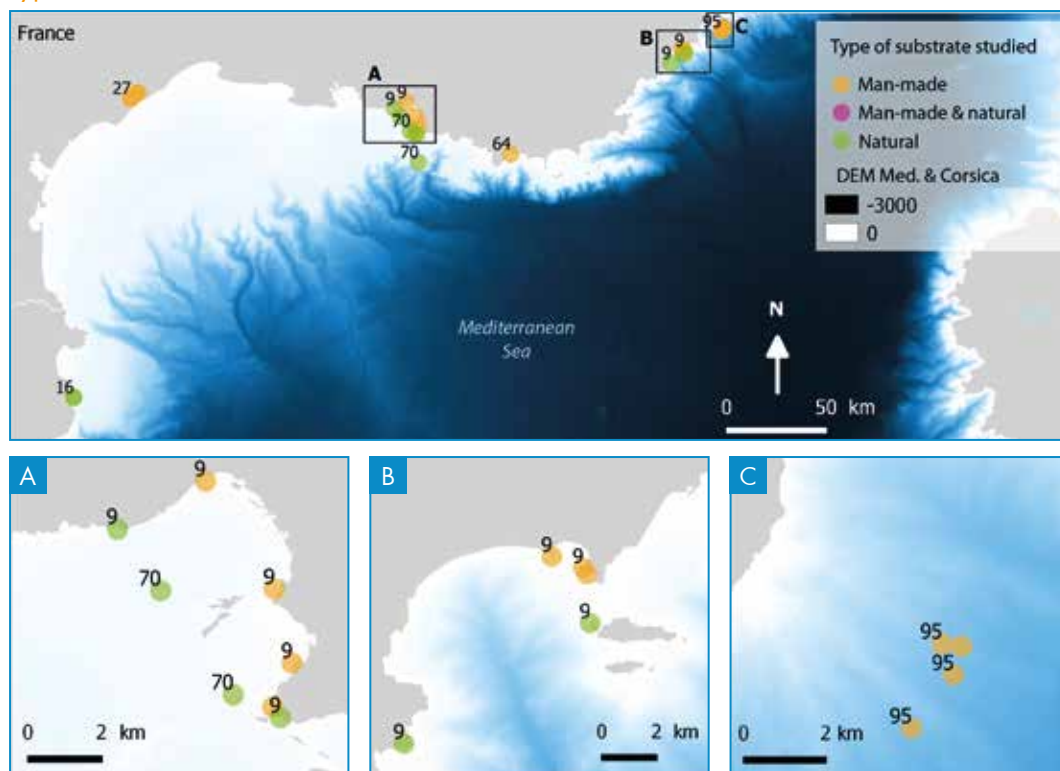 France
27
A
9
9
70
70
64
B
9
9
95
C
16
Type of substrate studied
Man-made
Man-made & natural
Natural
DEM Med. & Corsica
-3000
0
Mediterranean
Sea
N
0 50 km
A
9
9
70
9
9
70
9
0 2 km
B
9
9
9
9
0 2 km
C
95
95
95
0 2 km